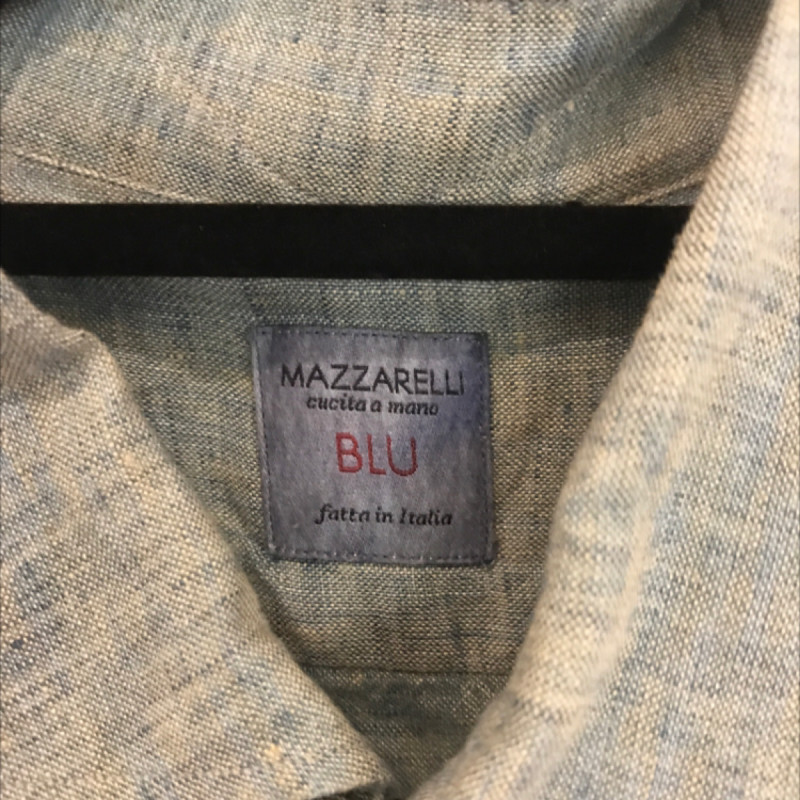 MAZZARELLI
cucita a mano
BLU
fatta in Italia